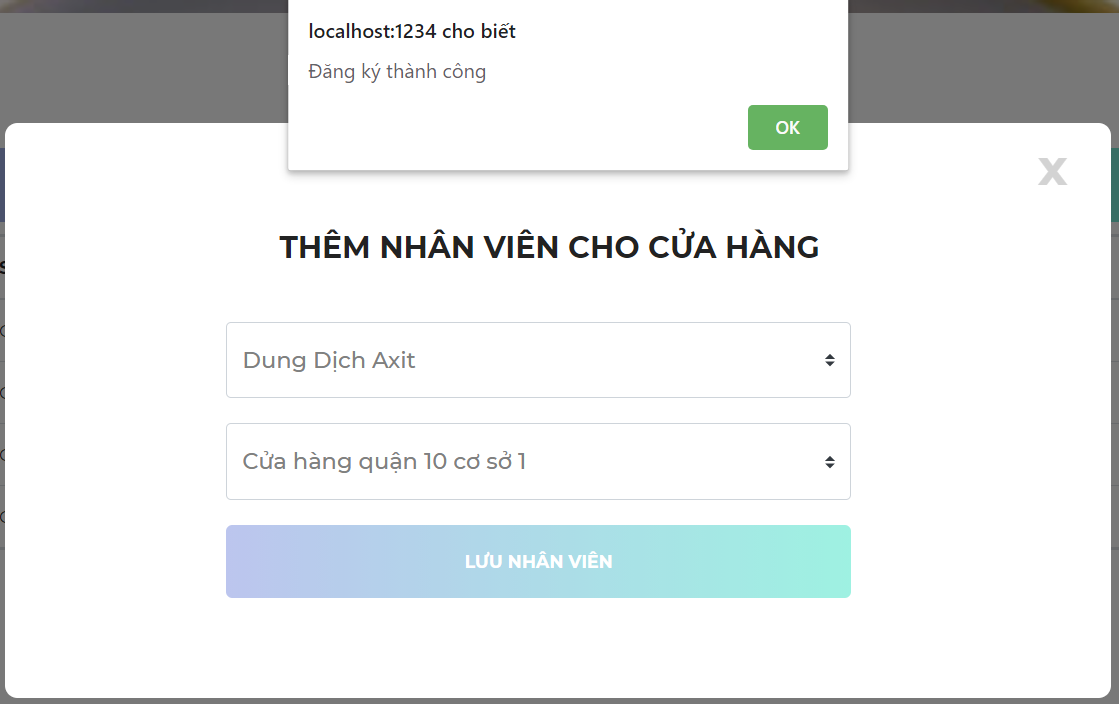 localhost:1234 cho biết
Đăng ký thành công
OK
X
THÊM NHÂN VIÊN CHO CỬA HÀNG
Dung Dịch Axit
Cửa hàng quận 10 cơ sở 1
LƯU NHÂN VIÊN